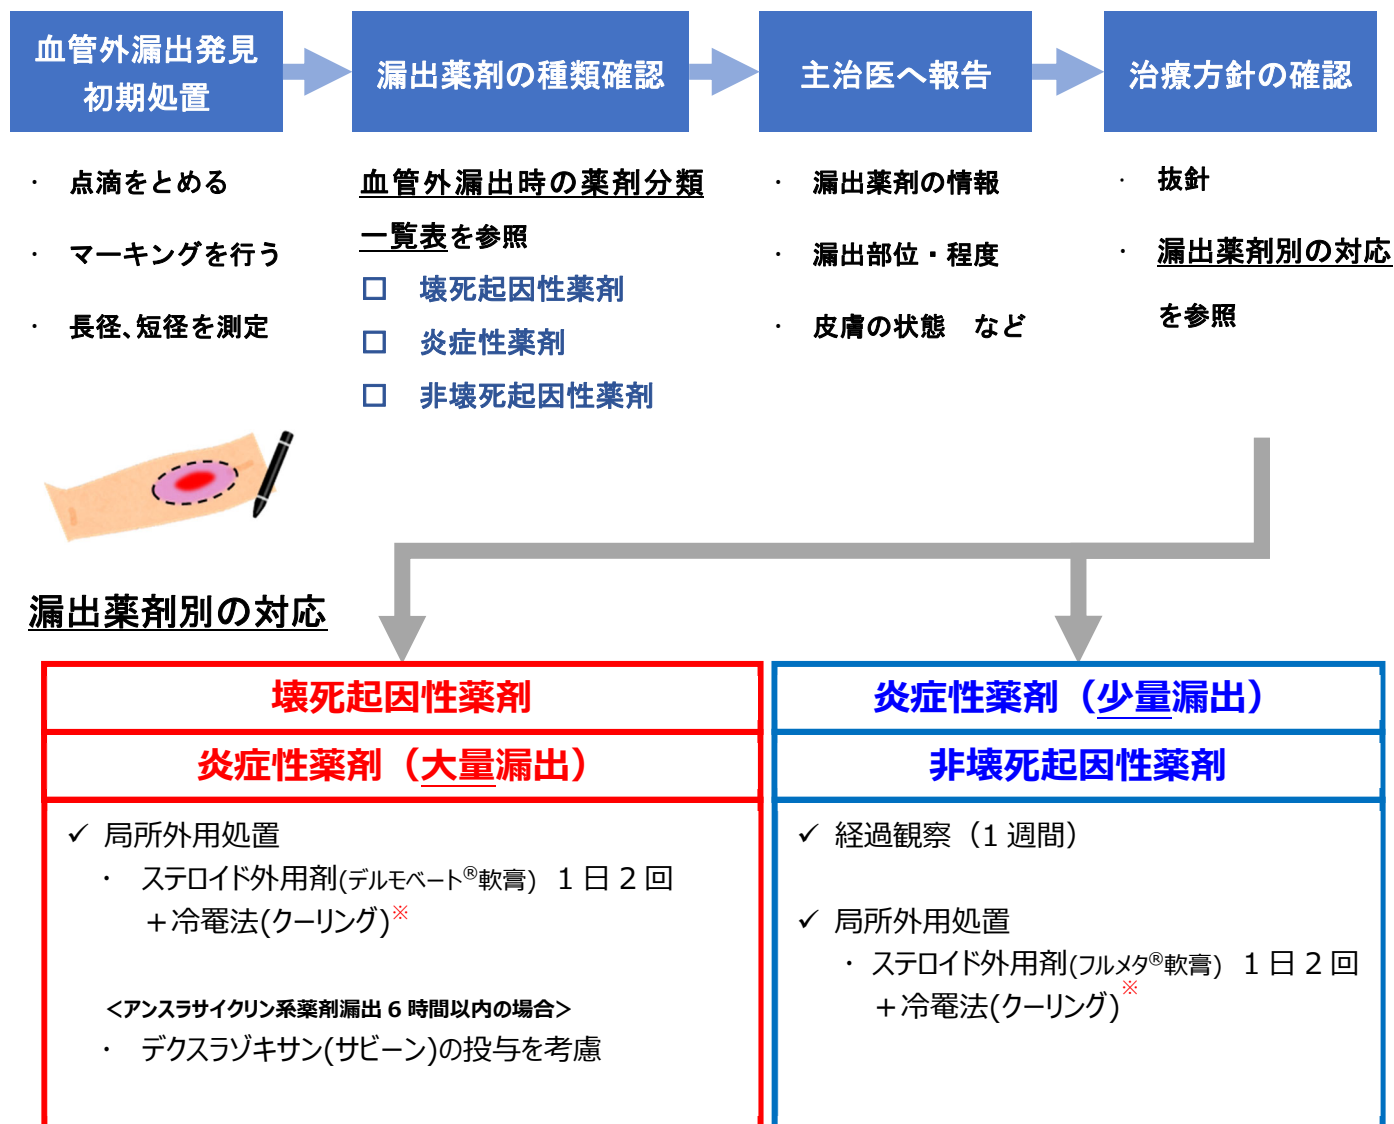 血管外漏出発見
初期処置
漏出薬剤の種類確認
主治医へ報告
治療方針の確認
・ 点滴をとめる
・ マーキングを行う
・ 長径、短径を測定
血管外漏出時の薬剤分類
一覧表を参照
□ 壊死起因性薬剤
□ 炎症性薬剤
□ 非壊死起因性薬剤
・ 漏出薬剤の情報
・ 漏出部位・程度
・ 皮膚の状態　など
・ 抜針
・ 漏出薬剤別の対応
を参照
漏出薬剤別の対応
壊死起因性薬剤
炎症性薬剤（大量漏出）
✓ 局所外用処置
・ ステロイド外用剤(デルモベート®軟膏) 1日2回
＋冷罨法(クーリング)※
＜アンスラサイクリン系薬剤漏出6時間以内の場合＞
・ デクスラゾキサン(サビーン)の投与を考慮
炎症性薬剤（少量漏出）
非壊死起因性薬剤
✓ 経過観察（1週間）
✓ 局所外用処置
・ ステロイド外用剤(フルメタ®軟膏) 1日2回
＋冷罨法(クーリング)※